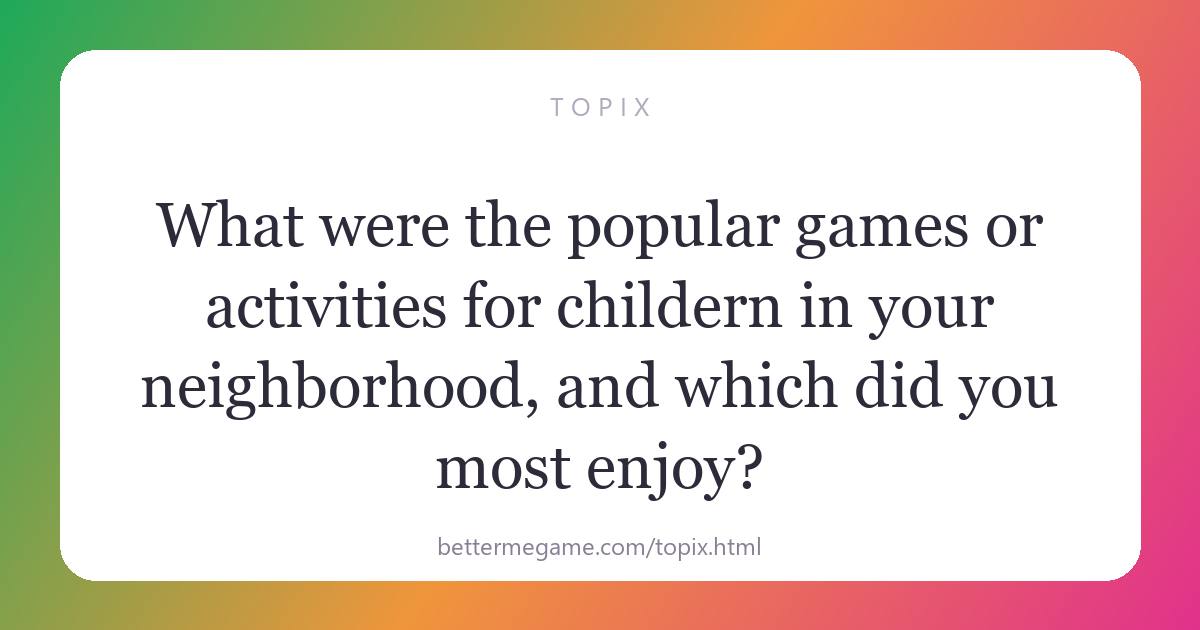 TOPIX
What were the popular games or
activities for childern in your
neighborhood, and which did you
most enjoy?
bettermegame.com/topix.html